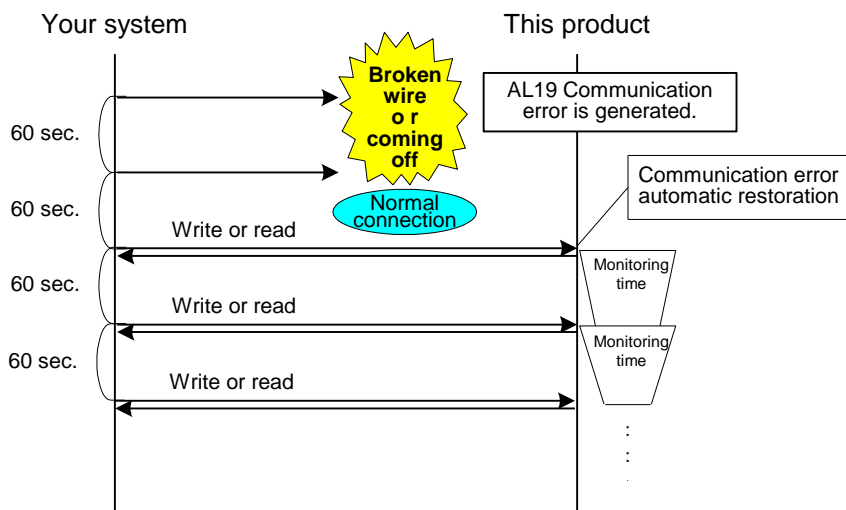 Your system
This product
Broken
wire
o r
coming
off
AL19 Communication
error is generated.
60 sec.
Communication error
automatic restoration
60 sec.
Normal
connection
Write or read
Monitoring
time
60 sec.
Write or read
Monitoring
time
60 sec.
Write or read
:
:
.